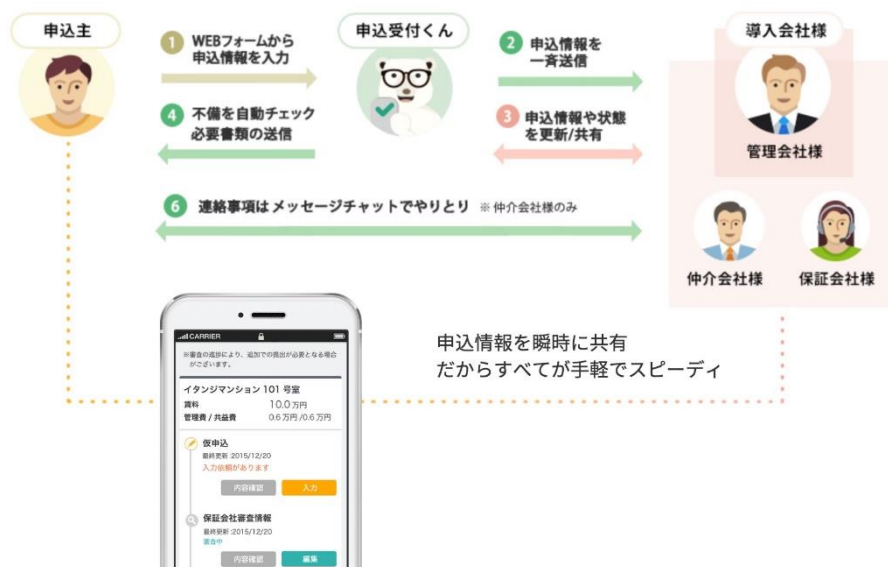 申込主
申込受付くん
導入会社様
1 WEBフォームから
申込情報を入力
2 申込情報を
一斉送信
4 不備を自動チェック
必要書類の送信
3 申込情報や状態
を更新/共有
管理会社様
6 連絡事項はメッセージチャットでやりとり ※仲介会社様のみ
仲介会社様
保証会社様
申込情報を瞬時に共有
だからすべてが手軽でスピーディ
CARRIER
※審査の進捗により、追加での提出が必要となる場合
がございます。
イタンジマンション 101 号室
賃料 10.0 万円
管理費 / 共益費 0.6 万円 /0.6 万円
仮申込
最終更新 :2015/12/20
入力依頼があります
内容確認 入力
保証会社審査情報
最終更新 :2015/12/20
審査中
内容確認 編集